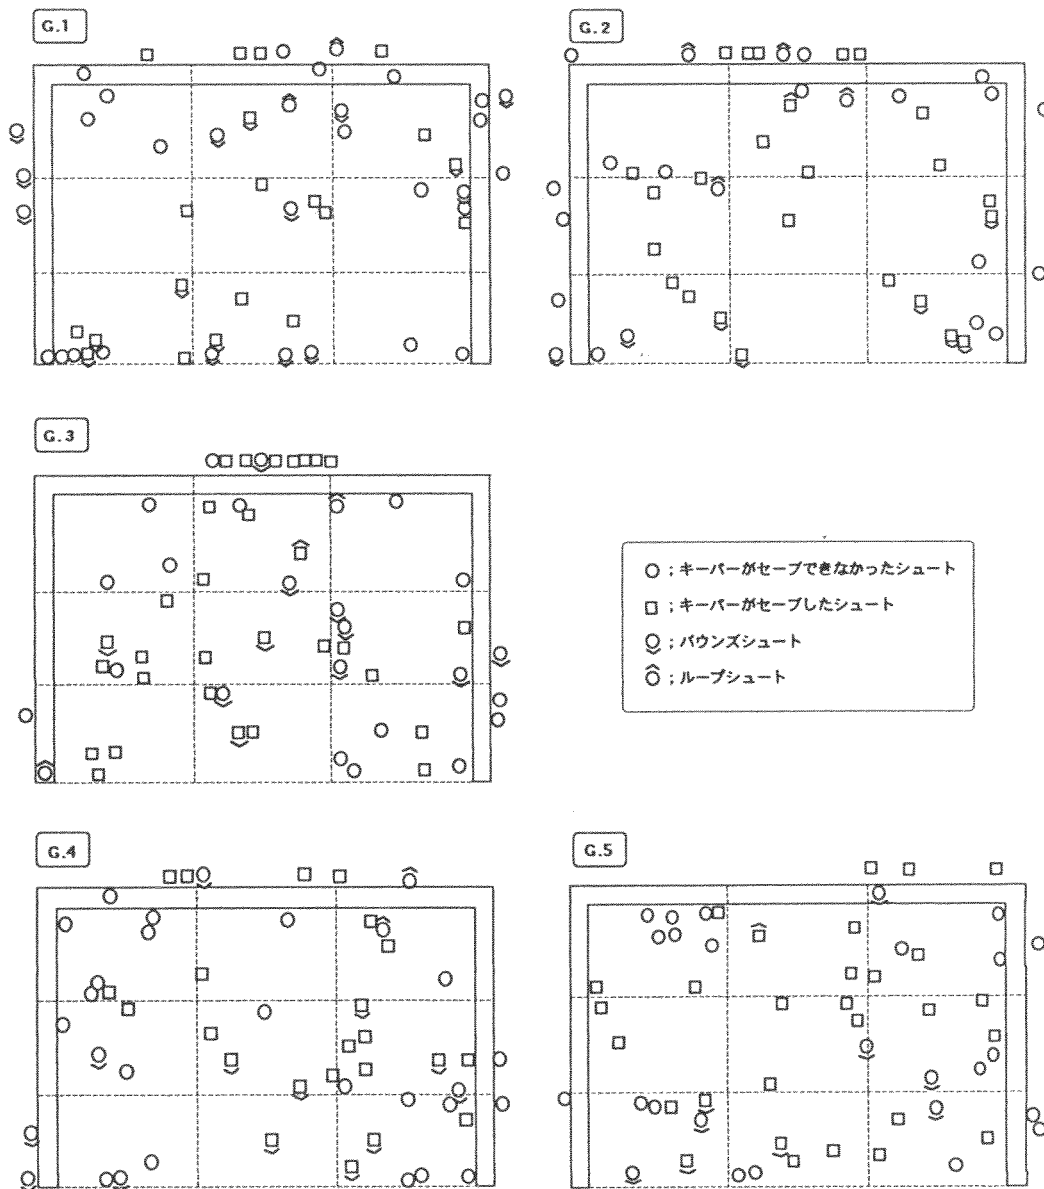 G.1
G.2
G.3
○ ; キーパーがセーブできなかったシュート
□ ; キーパーがセーブしたシュート
; バウンズシュート
; ループシュート
G.4
G.5